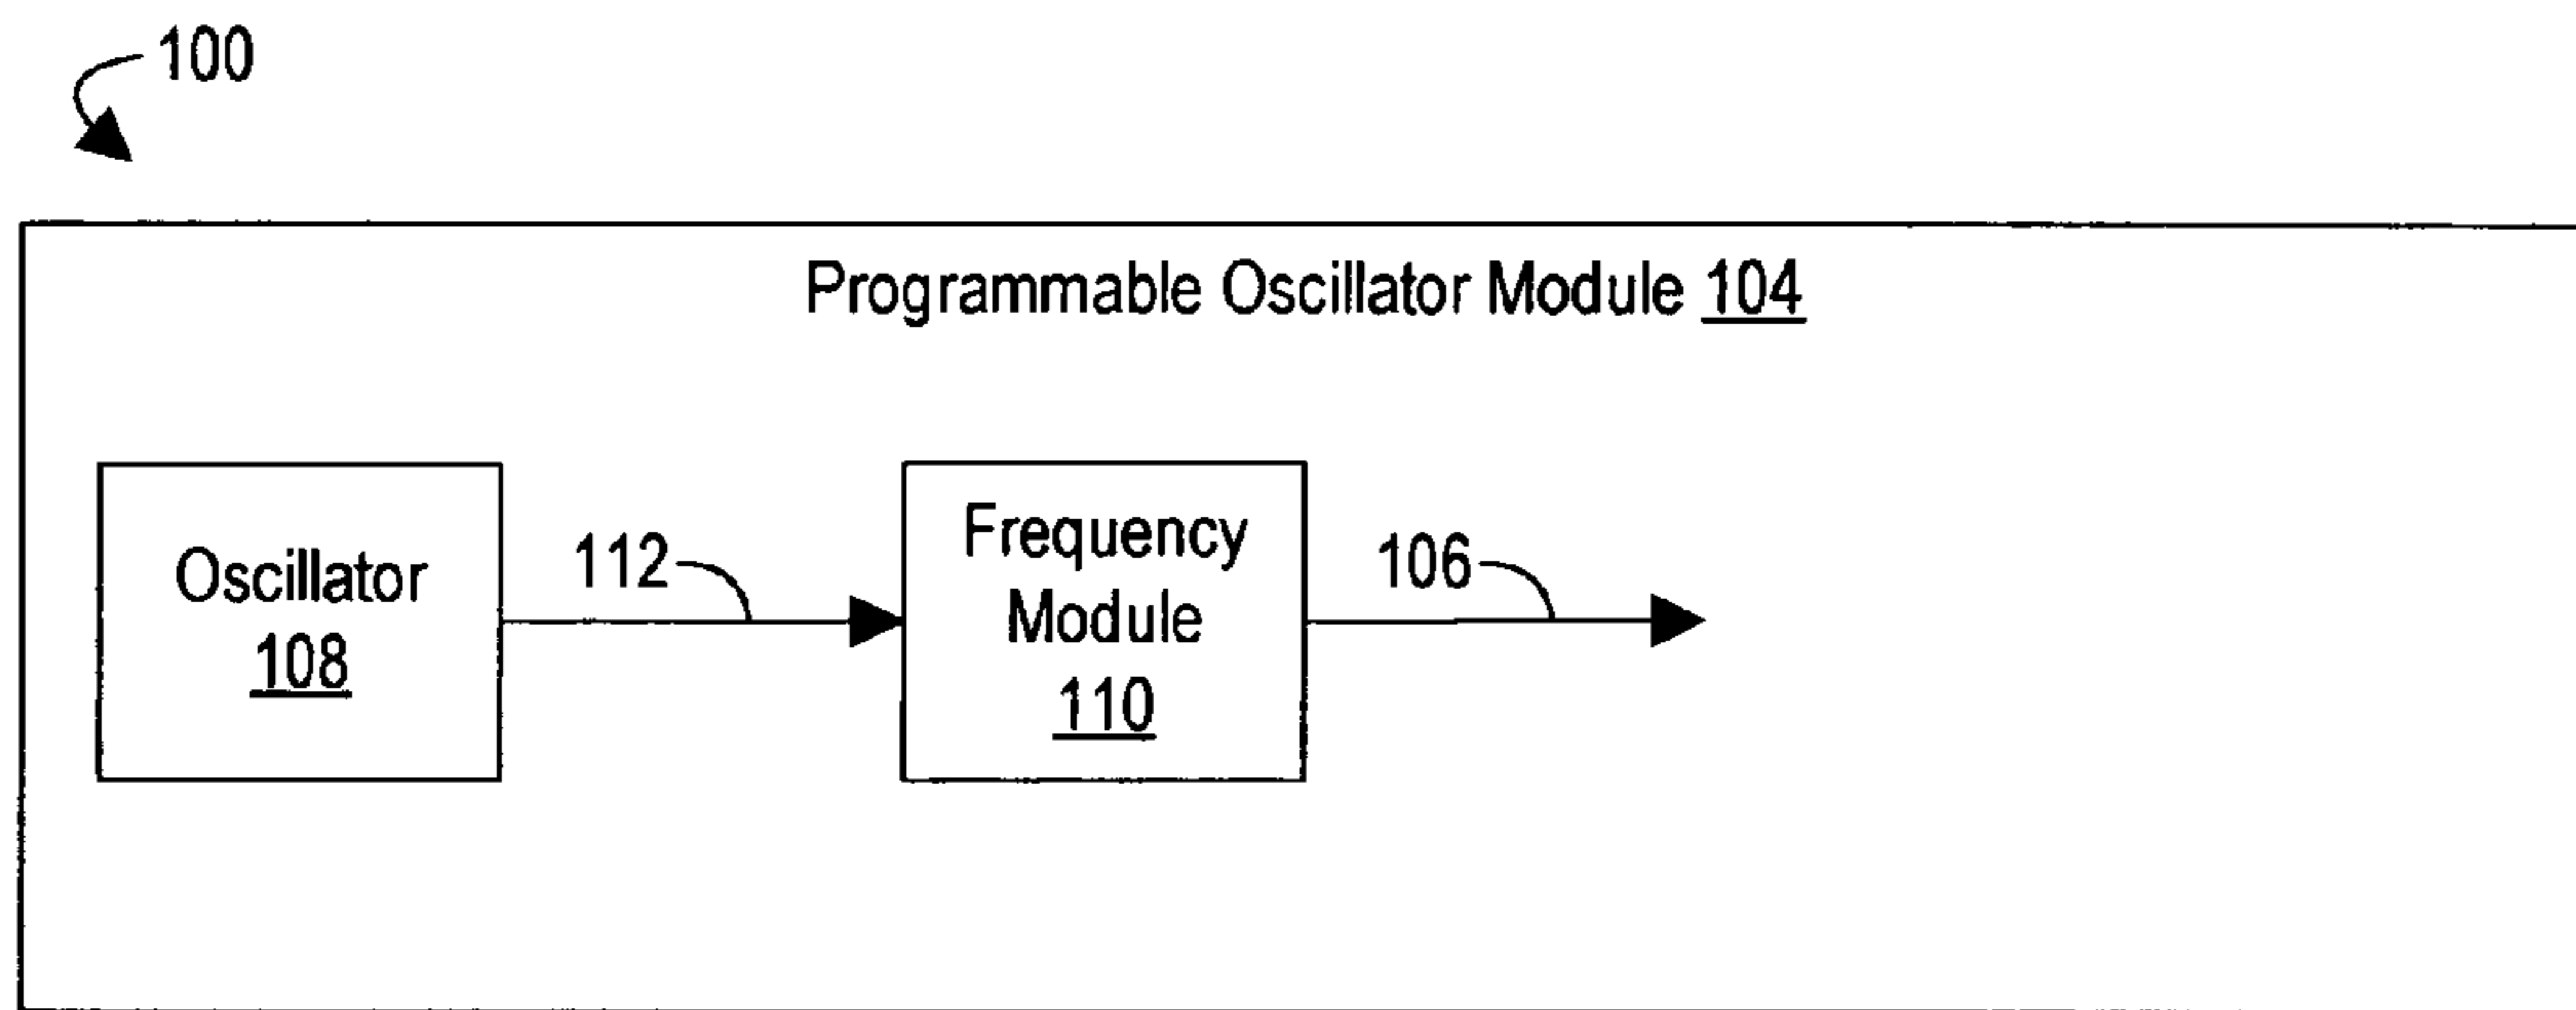 100
Programmable Oscillator Module 104
Oscillator
108
112
Frequency
Module
110
106